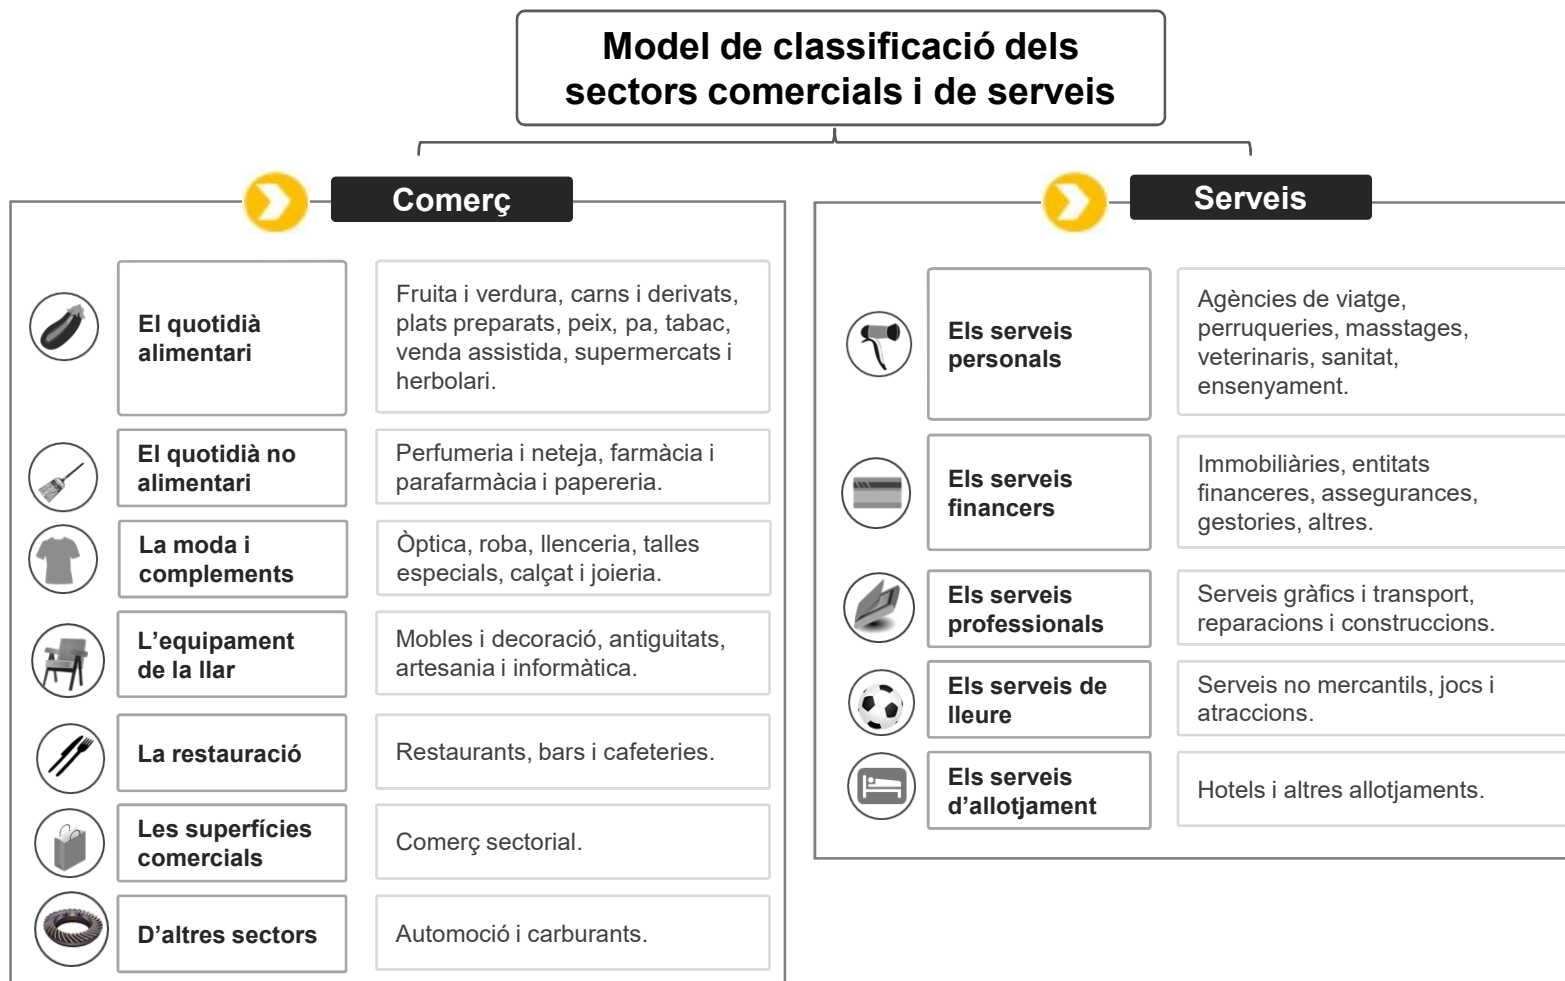 Model de classificació dels
sectors comercials i de serveis
Comerç
El quotidià
alimentari
Fruita i verdura, carns i derivats,
plats preparats, peix, pa, tabac,
venda assistida, supermercats i
herbolari.
El quotidià no
alimentari
Perfumeria i neteja, farmàcia i
parafarmàcia i papereria.
La moda i
complements
Òptica, roba, llenceria, talles
especials, calçat i joieria.
L’equipament
de la llar
Mobles i decoració, antiguitats,
artesania i informàtica.
La restauració
Restaurants, bars i cafeteries.
Les superfícies
comercials
Comerç sectorial.
D’altres sectors
Automoció i carburants.
Serveis
Els serveis
personals
Agències de viatge,
perruqueries, masstages,
veterinaris, sanitat,
ensenyament.
Els serveis
financers
Immobiliàries, entitats
financeres, assegurances,
gestories, altres.
Els serveis
professionals
Serveis gràfics i transport,
reparacions i construccions.
Els serveis de
lleure
Serveis no mercantils, jocs i
atraccions.
Els serveis
d’allotjament
Hotels i altres allotjaments.